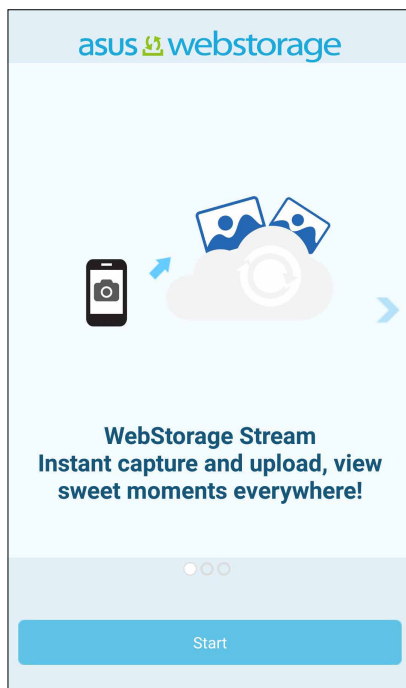 asus webstorage
WebStorage Stream
Instant capture and upload, view
sweet moments everywhere!
Start